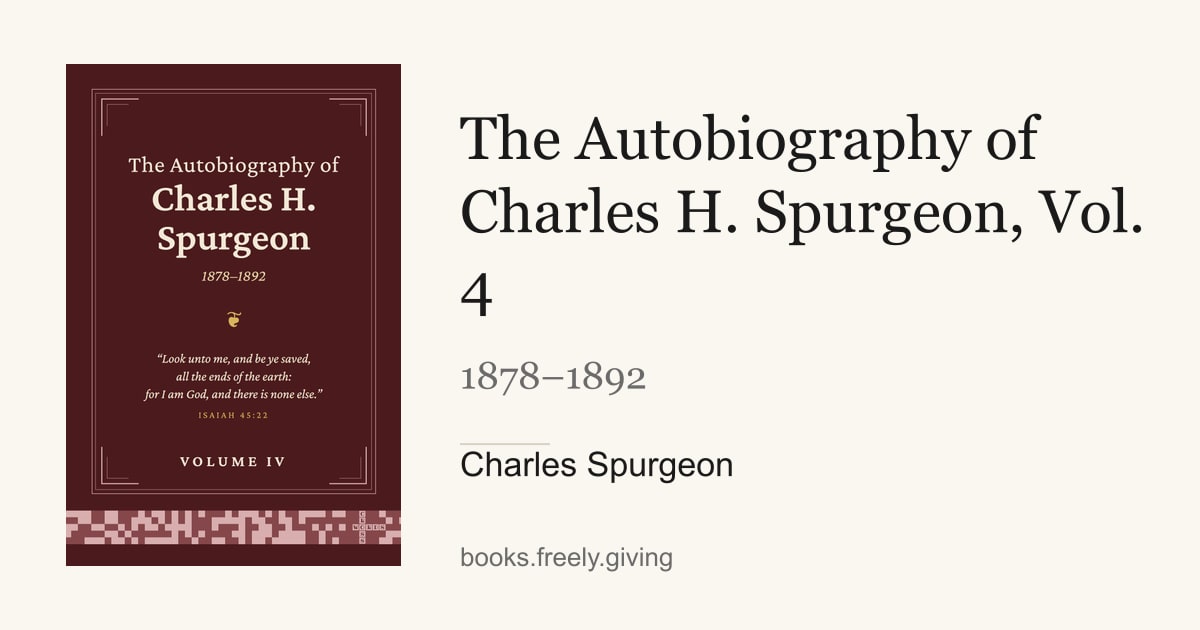 The Autobiography of
Charles H.
Spurgeon
1878–1892
“Look unto me, and be ye saved,
all the ends of the earth:
for I am God, and there is none else.”
ISAIAH 45:22
VOLUME IV
The Autobiography of
Charles H. Spurgeon, Vol.
4
1878–1892
Charles Spurgeon
books.freely.giving